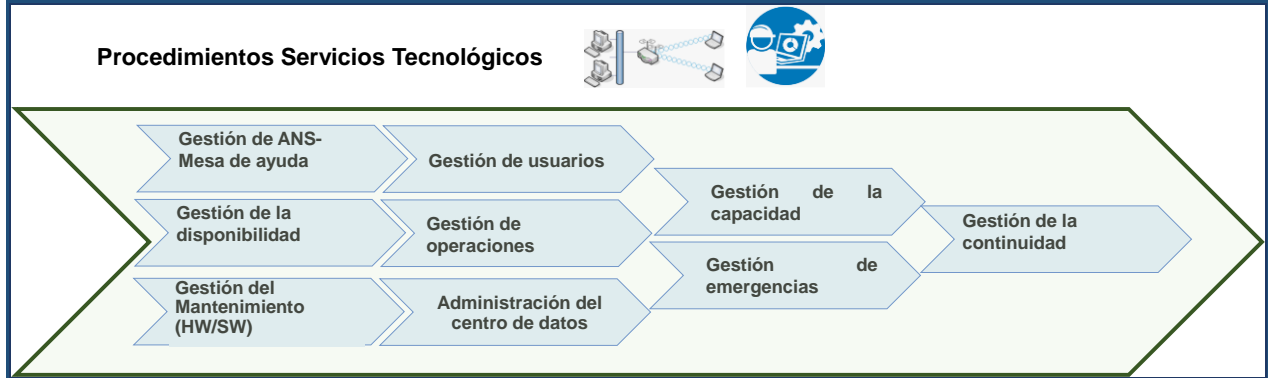 Procedimientos Servicios Tecnológicos
Gestión de ANS-
Mesa de ayuda
Gestión de usuarios
Gestión de la
capacidad
Gestión de la
disponibilidad
Gestión de
operaciones
Gestión de la
continuidad
Gestión de
emergencias
Gestión del
Mantenimiento
(HW/SW)
Administración del
centro de datos